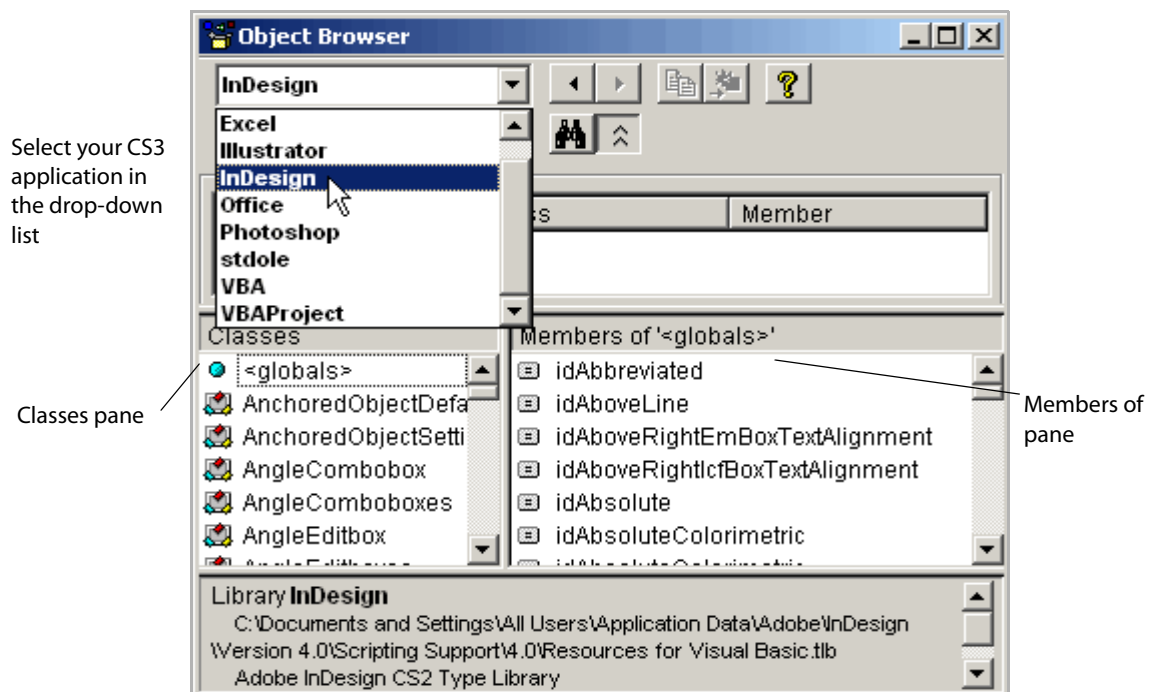 Object Browser
InDesign
Excel
Illustrator
InDesign
Office
Photoshop
stdole
VBA
VBAProject
Select your CS3
application in
the drop-down
list
Member
Classes
Members of '<globals>'
<globals>
AnchoredObjectDefa
AnchoredObjectSetti
AngleCombobox
AngleComboboxes
AngleEditbox
idAbbreviated
idAboveLine
idAboveRightEmBoxTextAlignment
idAboveRightIcfBoxTextAlignment
idAbsolute
idAbsoluteColorimetric
Classes pane
Members of
pane
Library InDesign
C:\Documents and Settings\All Users\Application Data\Adobe\InDesign
\Version 4.0\Scripting Support\4.0\Resources for Visual Basic.tlb
Adobe InDesign CS2 Type Library